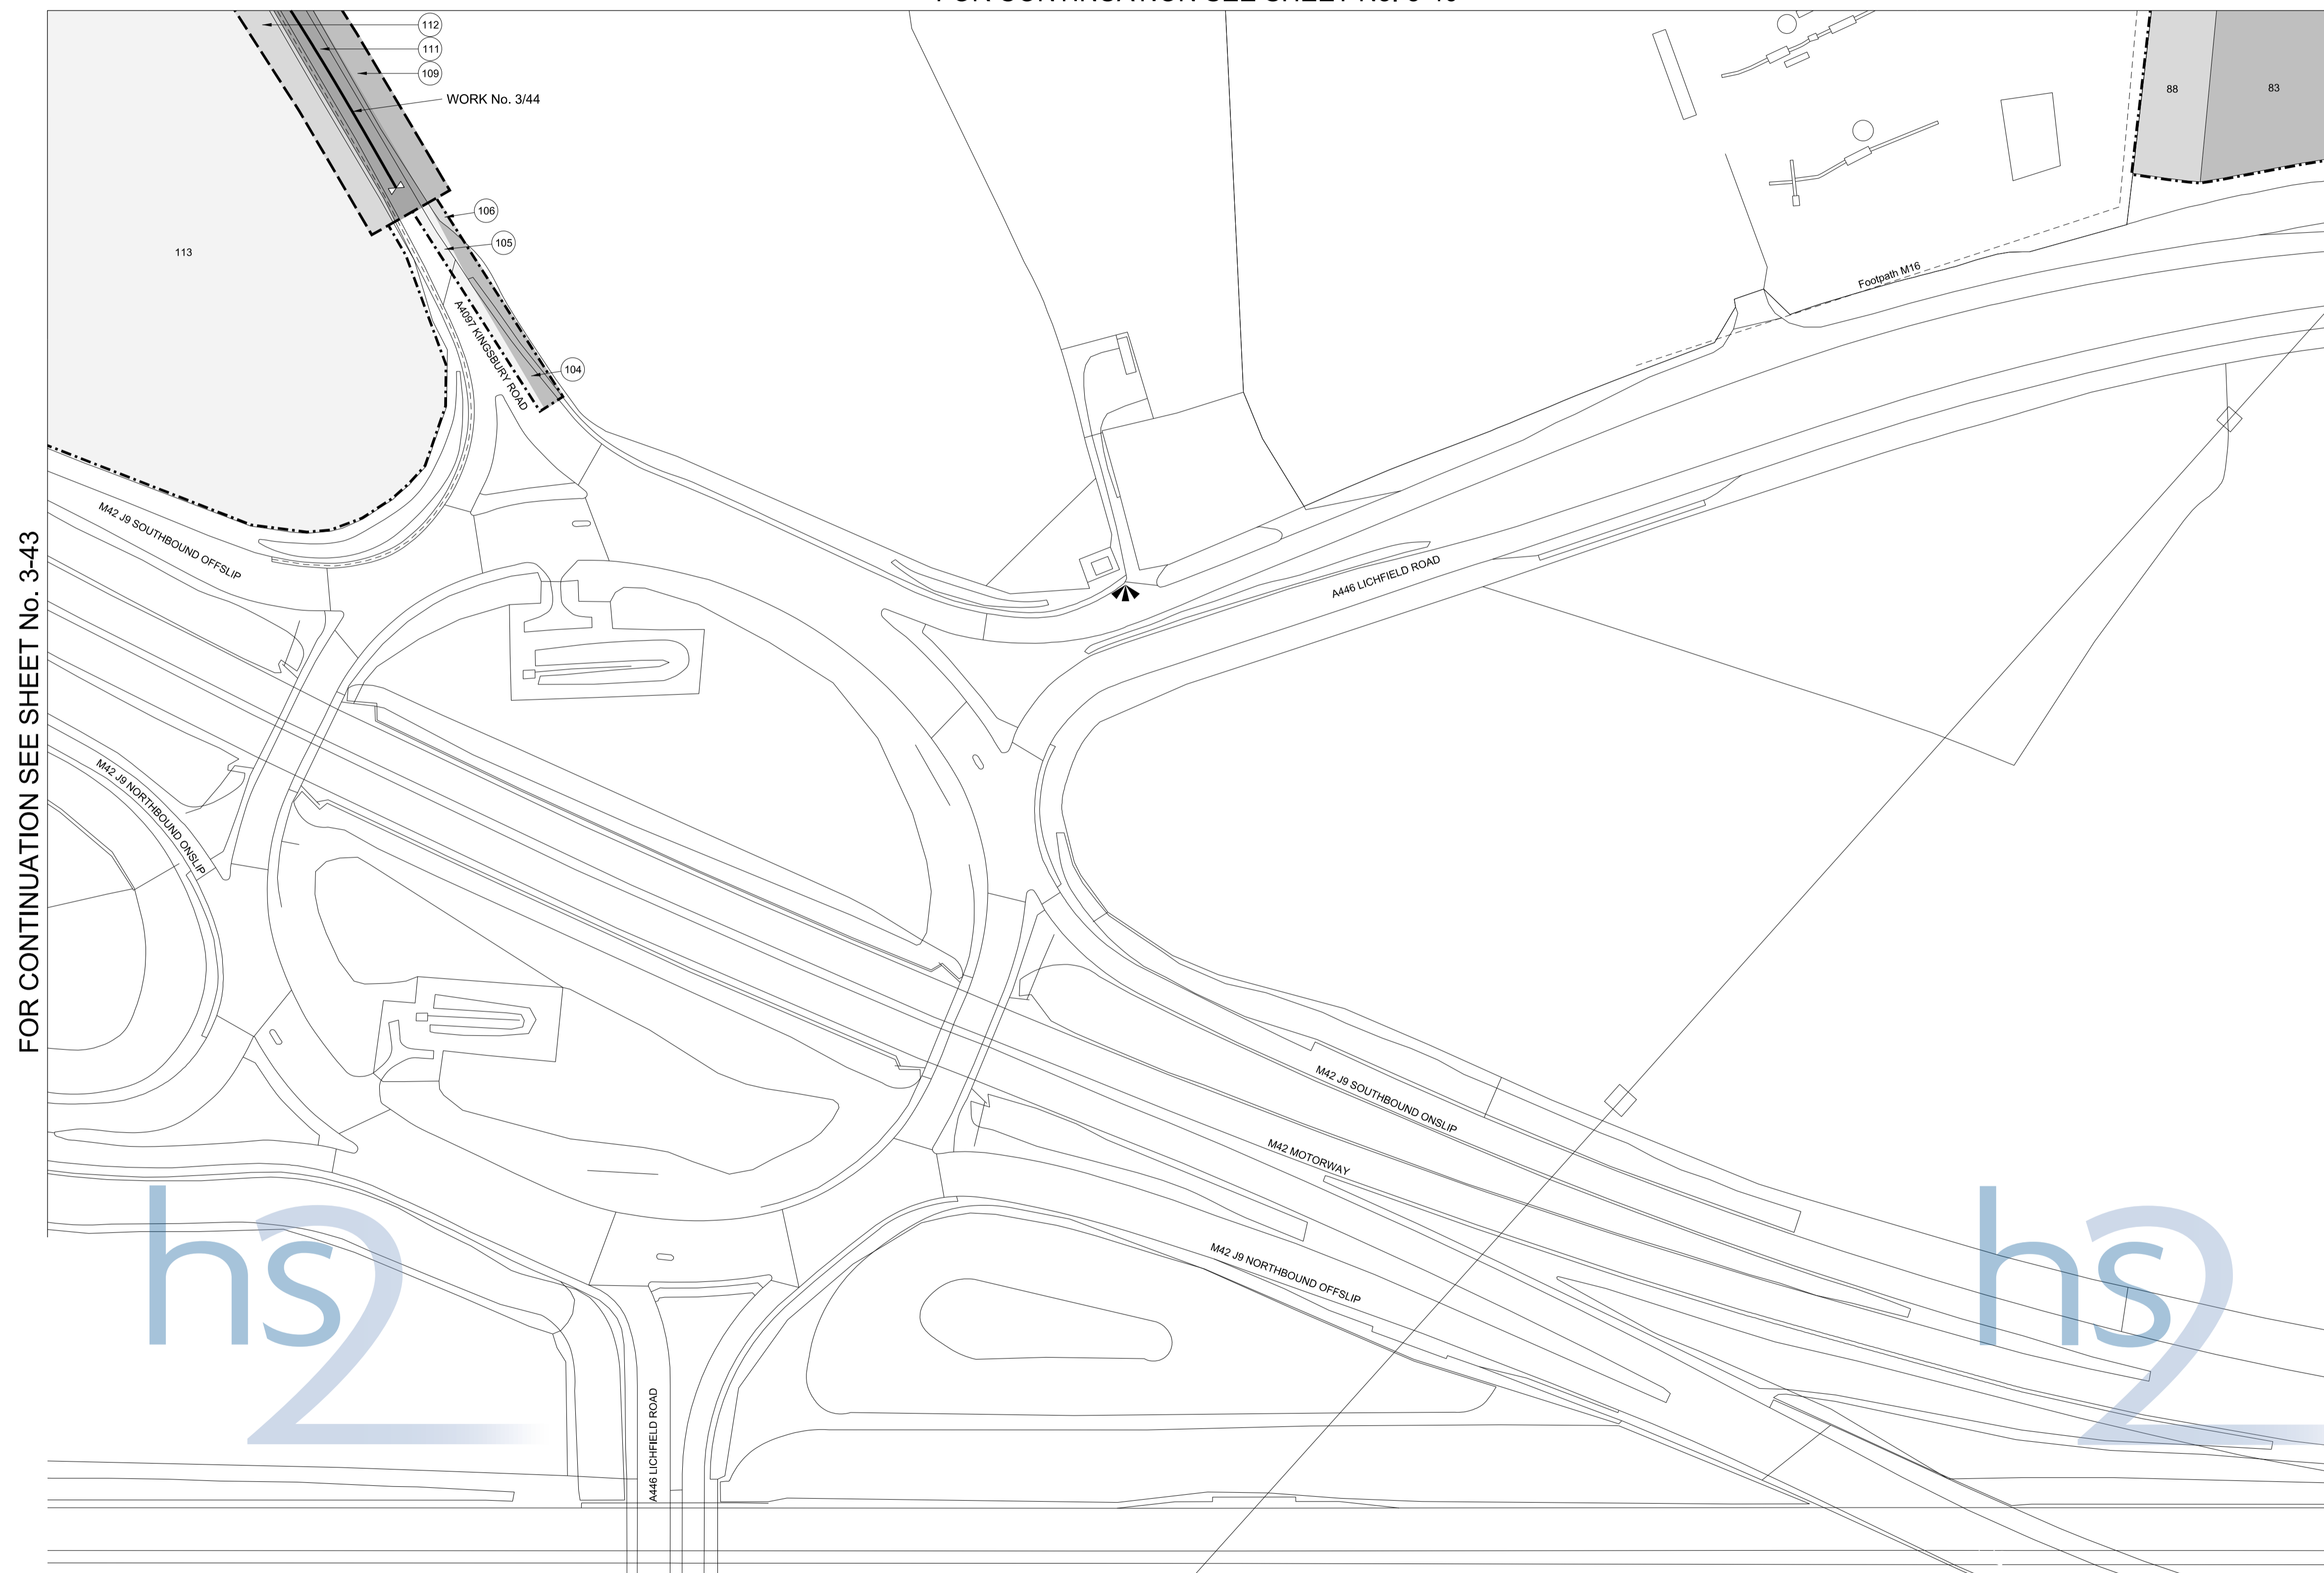 112
111
109
WORK No. 3/44
88
83
106
105
113
Footpath M16
A4097 KINGSBURY ROAD
104
M42 J9 SOUTHBOUND OFFSLIP
FOR CONTINUATION SEE SHEET No. 3-43
A446 LICHFIELD ROAD
M42 J9 NORTHBOUND ONSLIP
M42 J9 SOUTHBOUND ONSLIP
M42 MOTORWAY
M42 J9 NORTHBOUND OFFSLIP
A446 LICHFIELD ROAD
hs2
hs2